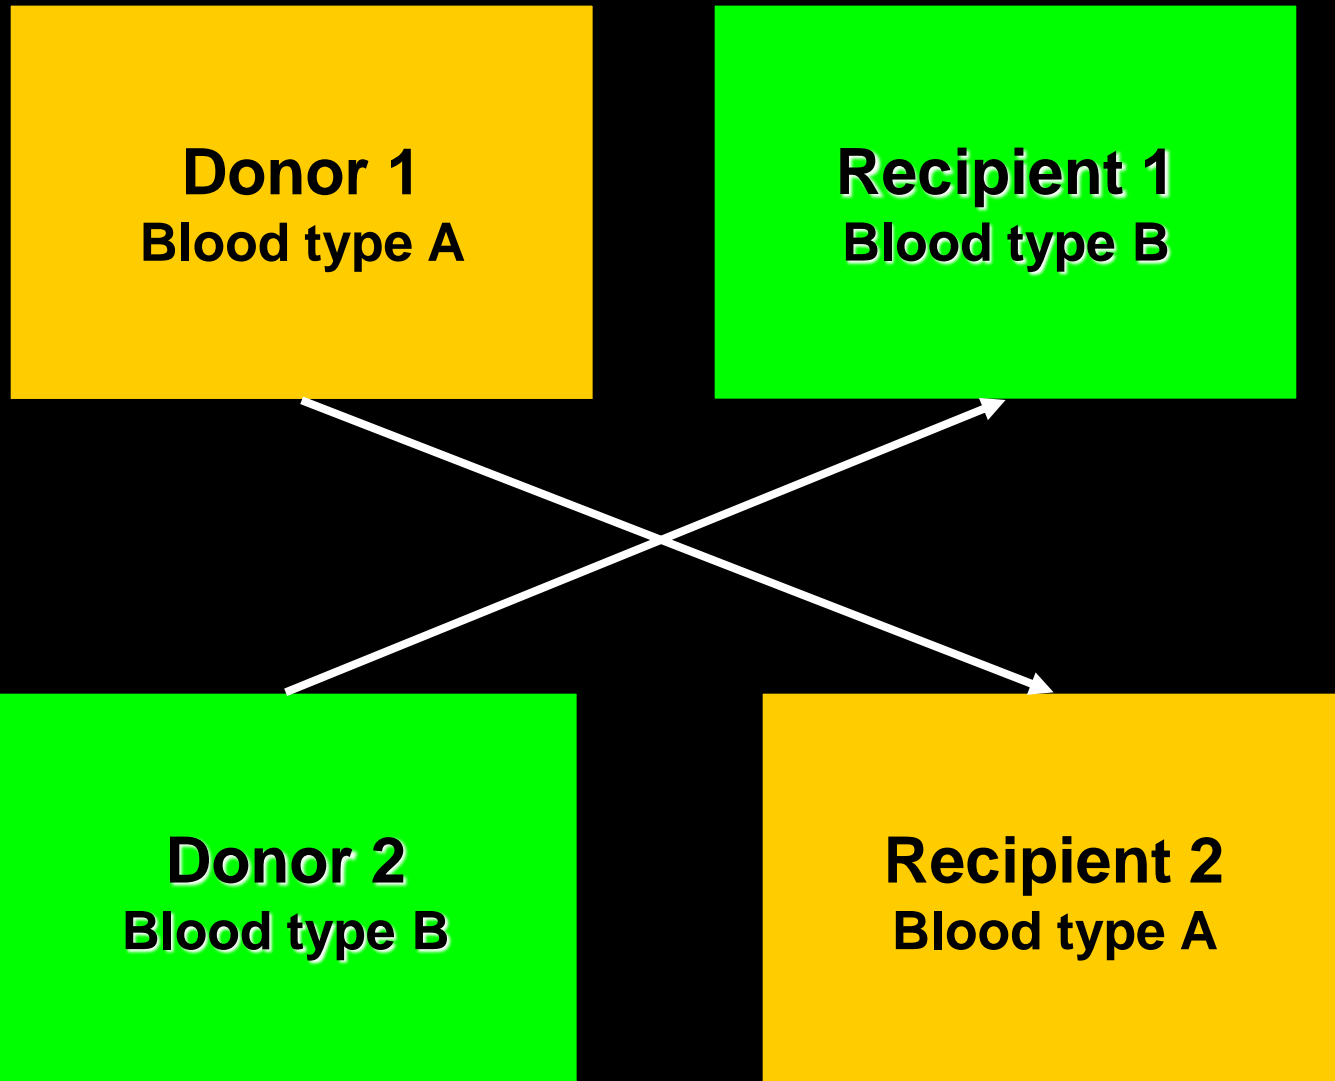 Donor 1
Blood type A
Recipient 1
Blood type B
Donor 2
Blood type B
Recipient 2
Blood type A